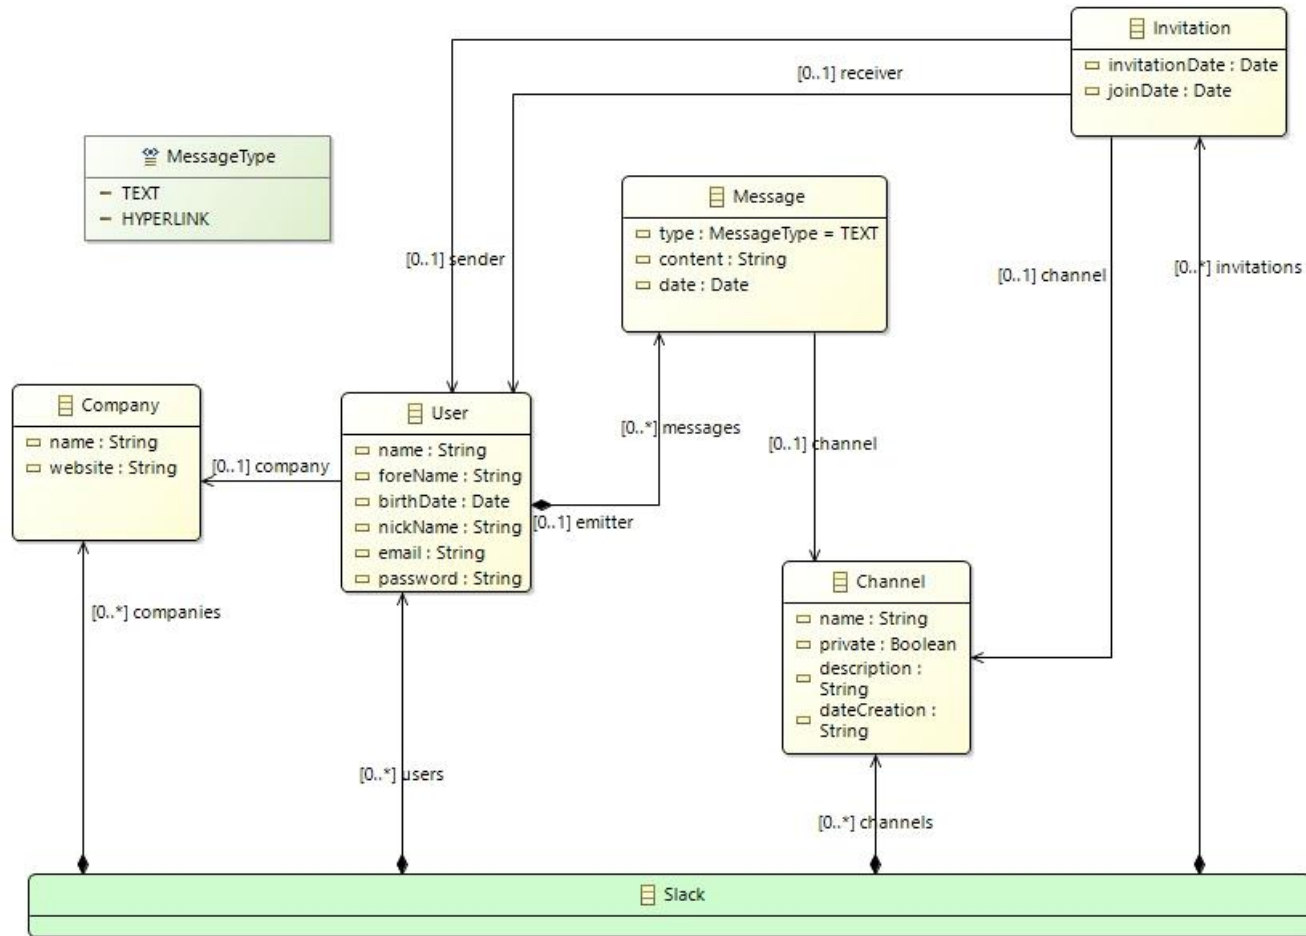 Invitation
invitationDate : Date
joinDate : Date
[0..1] receiver
MessageType
TEXT
HYPERLINK
Message
type : MessageType = TEXT
content : String
date : Date
[0..1] sender
[0..1] channel
[0..*] invitations
Company
name : String
website : String
User
name : String
foreName : String
birthDate : Date
nickName : String
email : String
password : String
[0..1] company
[0..*] messages
[0..1] channel
[0..1] emitter
Channel
name : String
private : Boolean
description :
String
dateCreation :
String
[0..*] companies
[0..*] users
[0..*] channels
Slack